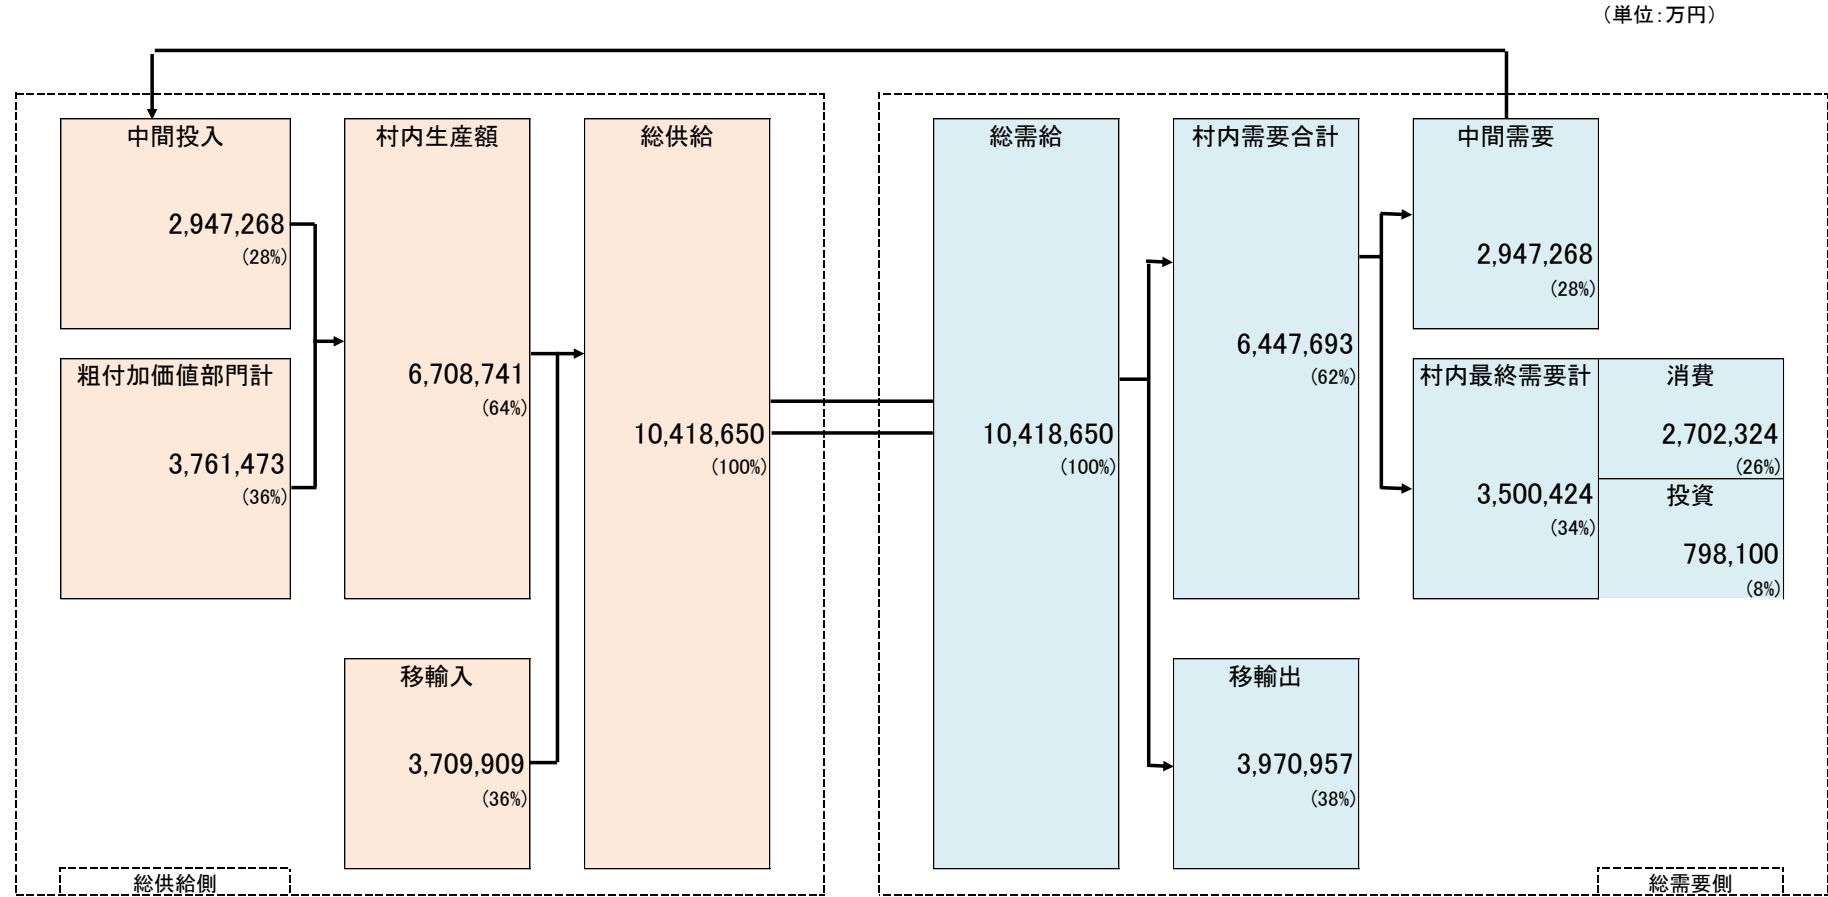 （単位：万円）
中間投入
2,947,268
(28%)
粗付加価値部門計
3,761,473
(36%)
村内生産額
6,708,741
(64%)
移輸入
3,709,909
(36%)
総供給
10,418,650
(100%)
総供給側
総需給
10,418,650
(100%)
村内需要合計
6,447,693
(62%)
移輸出
3,970,957
(38%)
中間需要
2,947,268
(28%)
村内最終需要計
3,500,424
(34%)
消費
2,702,324
(26%)
投資
798,100
(8%)
総需要側